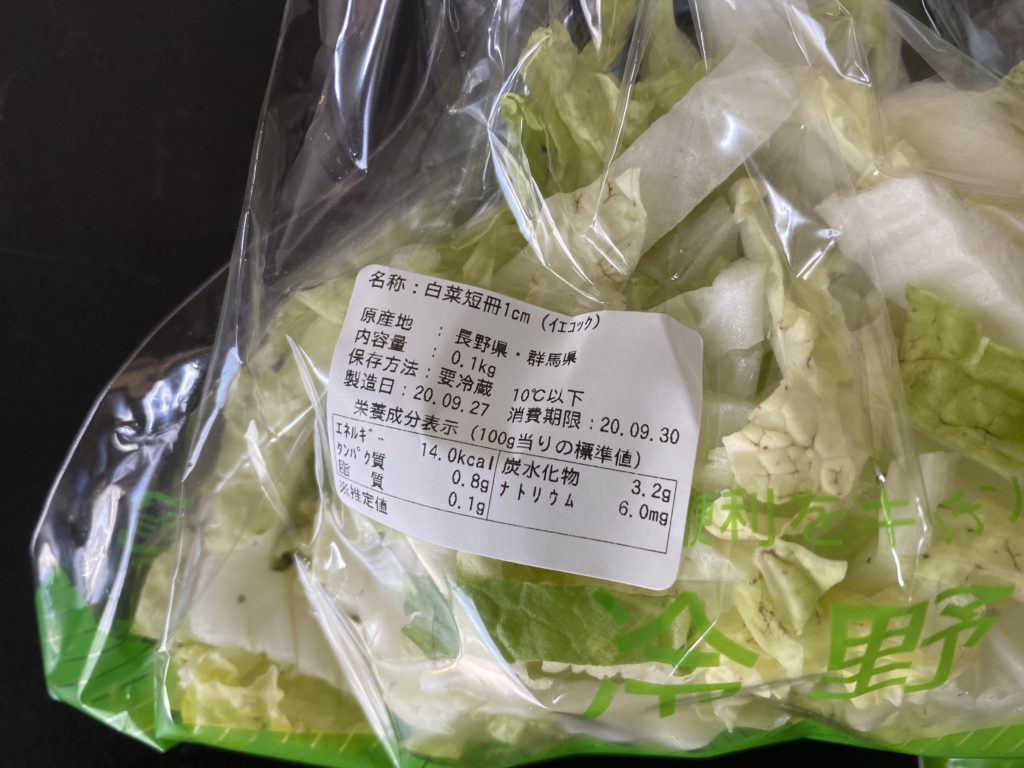 名称：白菜短冊1cm（イエコック）
原産地　：長野県・群馬県
内容量　：0.1kg
保存方法：要冷蔵　10℃以下
製造日：20.09.27　消費期限：20.09.30
栄養成分表示（100g当りの標準値）
エネルギー　14.0kcal　炭水化物　3.2g
タンパク質　0.8g　ナトリウム　6.0mg
脂　質　0.1g
※推定値
利を
野